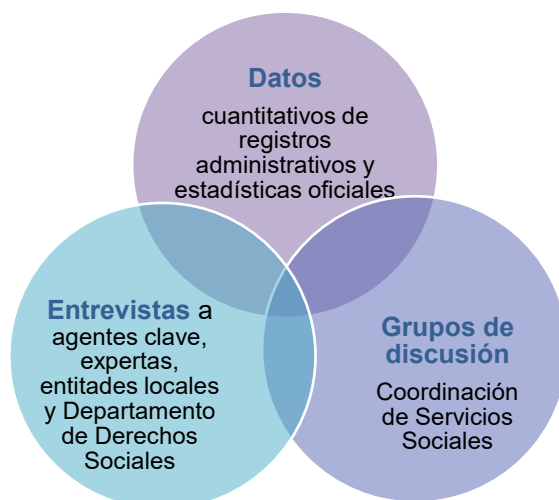 Datos
cuantitativos de
registros
administrativos y
estadísticas oficiales
Entrevistas a
agentes clave,
expertas,
entitades locales
y Departamento
de Derechos
Sociales
Grupos de
discusión
Coordinación
de Servicios
Sociales